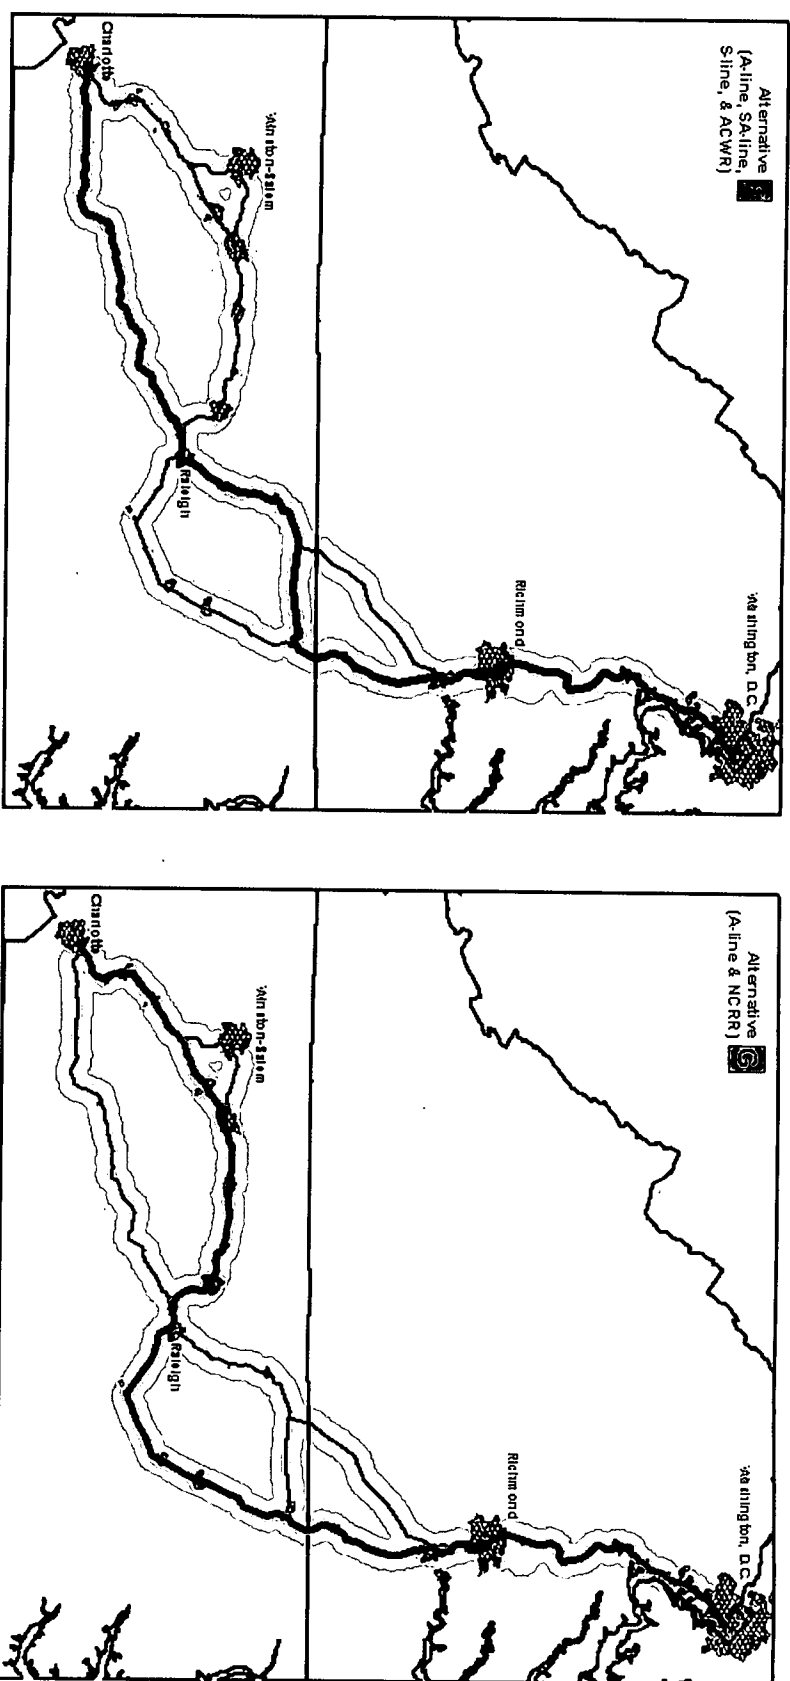 Alternative
(A-line, SA-line,
S-line, & ACWR)
Charlotte
Winston-Salem
Raleigh
Richmond
Washington, D.C.
Alternative
(A-line & NCRR)
G
Charlotte
Winston-Salem
Raleigh
Richmond
Washington, D.C.